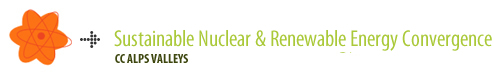 Sustainable Nuclear & Renewable Energy Convergence
CC ALPS VALLEYS